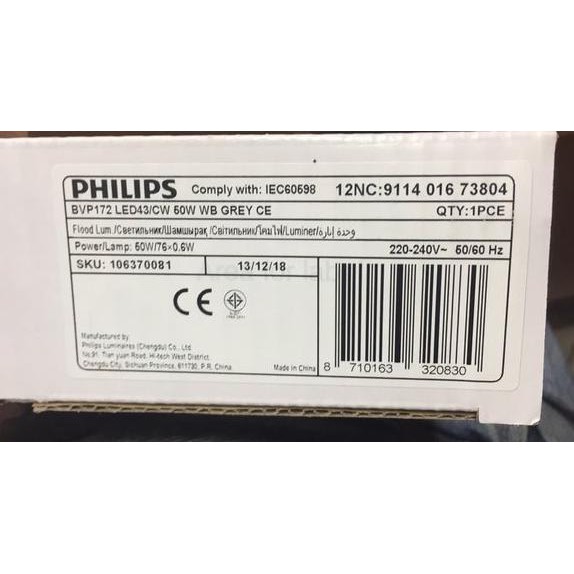 PHILIPS Comply with: IEC60598 12NC:9114 016 73804
BVP172 LED43/CW 50W WB GREY CE QTY:1PCE
Flood Lum./Светильник/Шамшырақ /Світильник/โคมไฟ/Luminer/وحدة إنارة
Power/Lamp: 50W/76×0.6W 220-240V~ 50/60 Hz
SKU: 106370081 13/12/18
CE
Manufactured by:
Philips Luminaires (Chengdu) Co., Ltd.
No.91, Tian yuan Road, Hi-tech West District,
Chengdu City, Sichuan Province, 611730, P.R. China.
Made in China
8 710163 320830